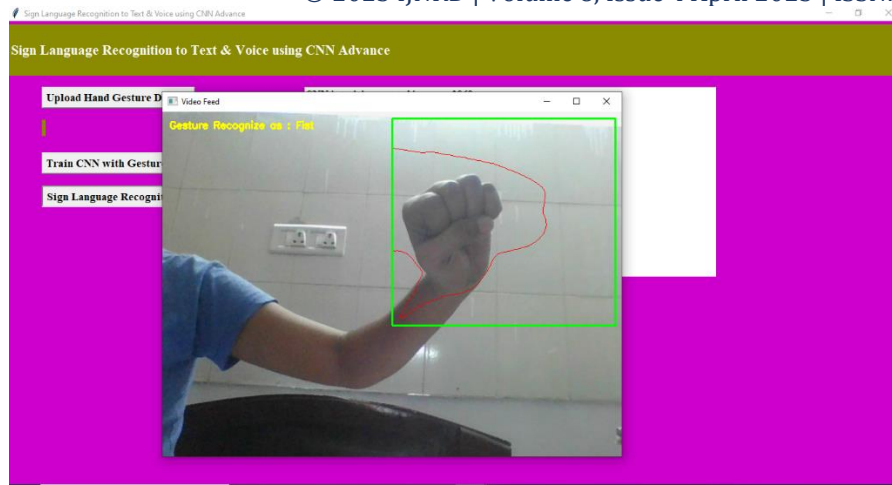 Sign Language Recognition to Text & Voice using CNN Advance
Sign Language Recognition to Text & Voice using CNN Advance
Upload Hand Gesture D
Video Feed
Gesture Recognize as : Fist
Train CNN with Gestur
Sign Language Recogni